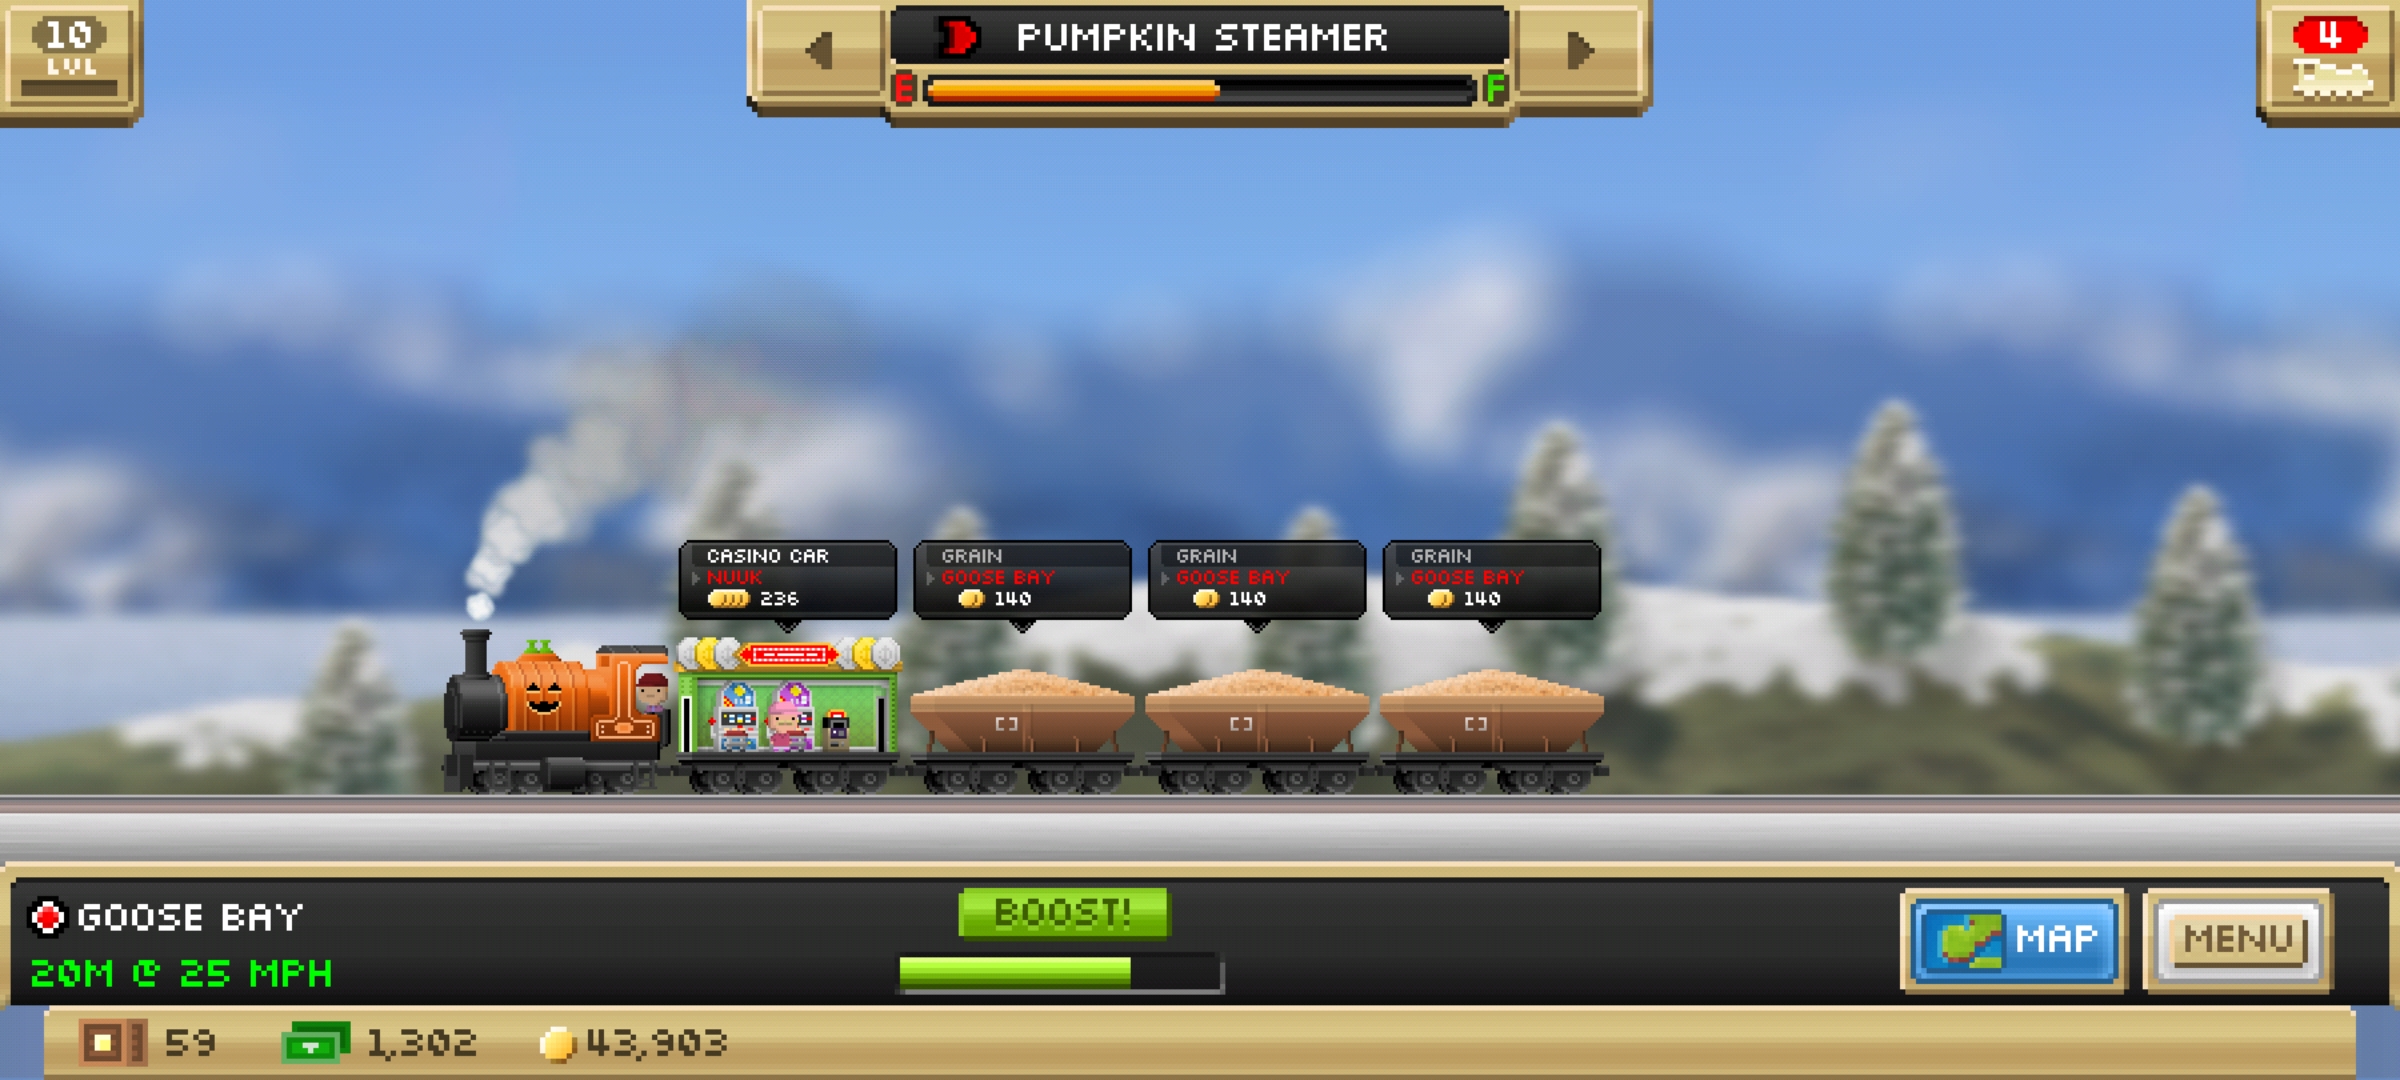 10
LVL
PUMPKIN STEAMER
E
F
4
CASINO CAR
NUUK
236
GRAIN
GOOSE BAY
140
GRAIN
GOOSE BAY
140
GRAIN
GOOSE BAY
140
GOOSE BAY
20M @ 25 MPH
BOOST!
MAP
MENU
59
1,302
43,903